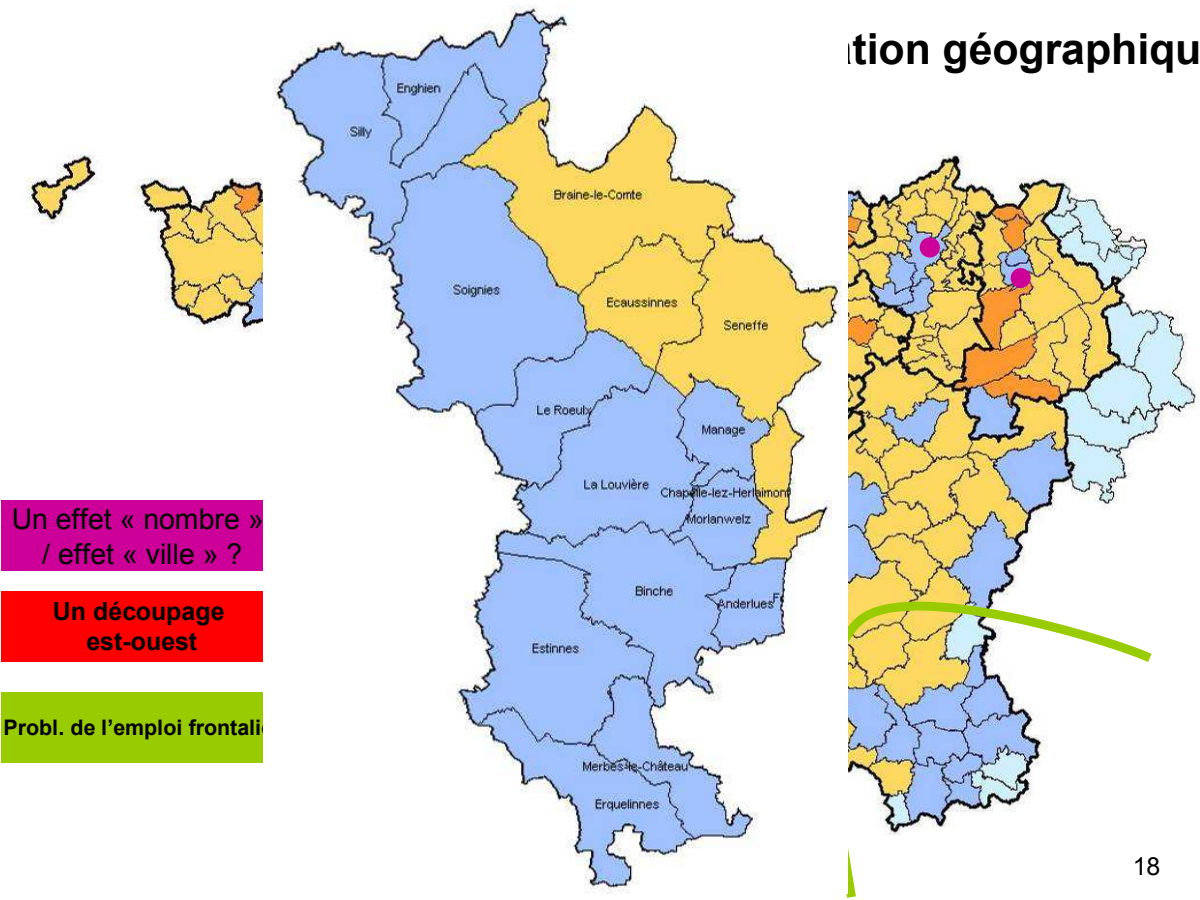 ation géographiqu
Enghien
Silly
Braine-le-Comte
Soignies
Ecaussinnes
Seneffe
Le Roeulx
Manage
La Louvière
Chapelle-lez-Herlaimont
Morlanwelz
Un effet « nombre »
/ effet « ville » ?
Binche
Anderlues
F
Un découpage
est-ouest
Estinnes
Probl. de l’emploi frontali
Merbes-le-Château
Erquelinnes
18